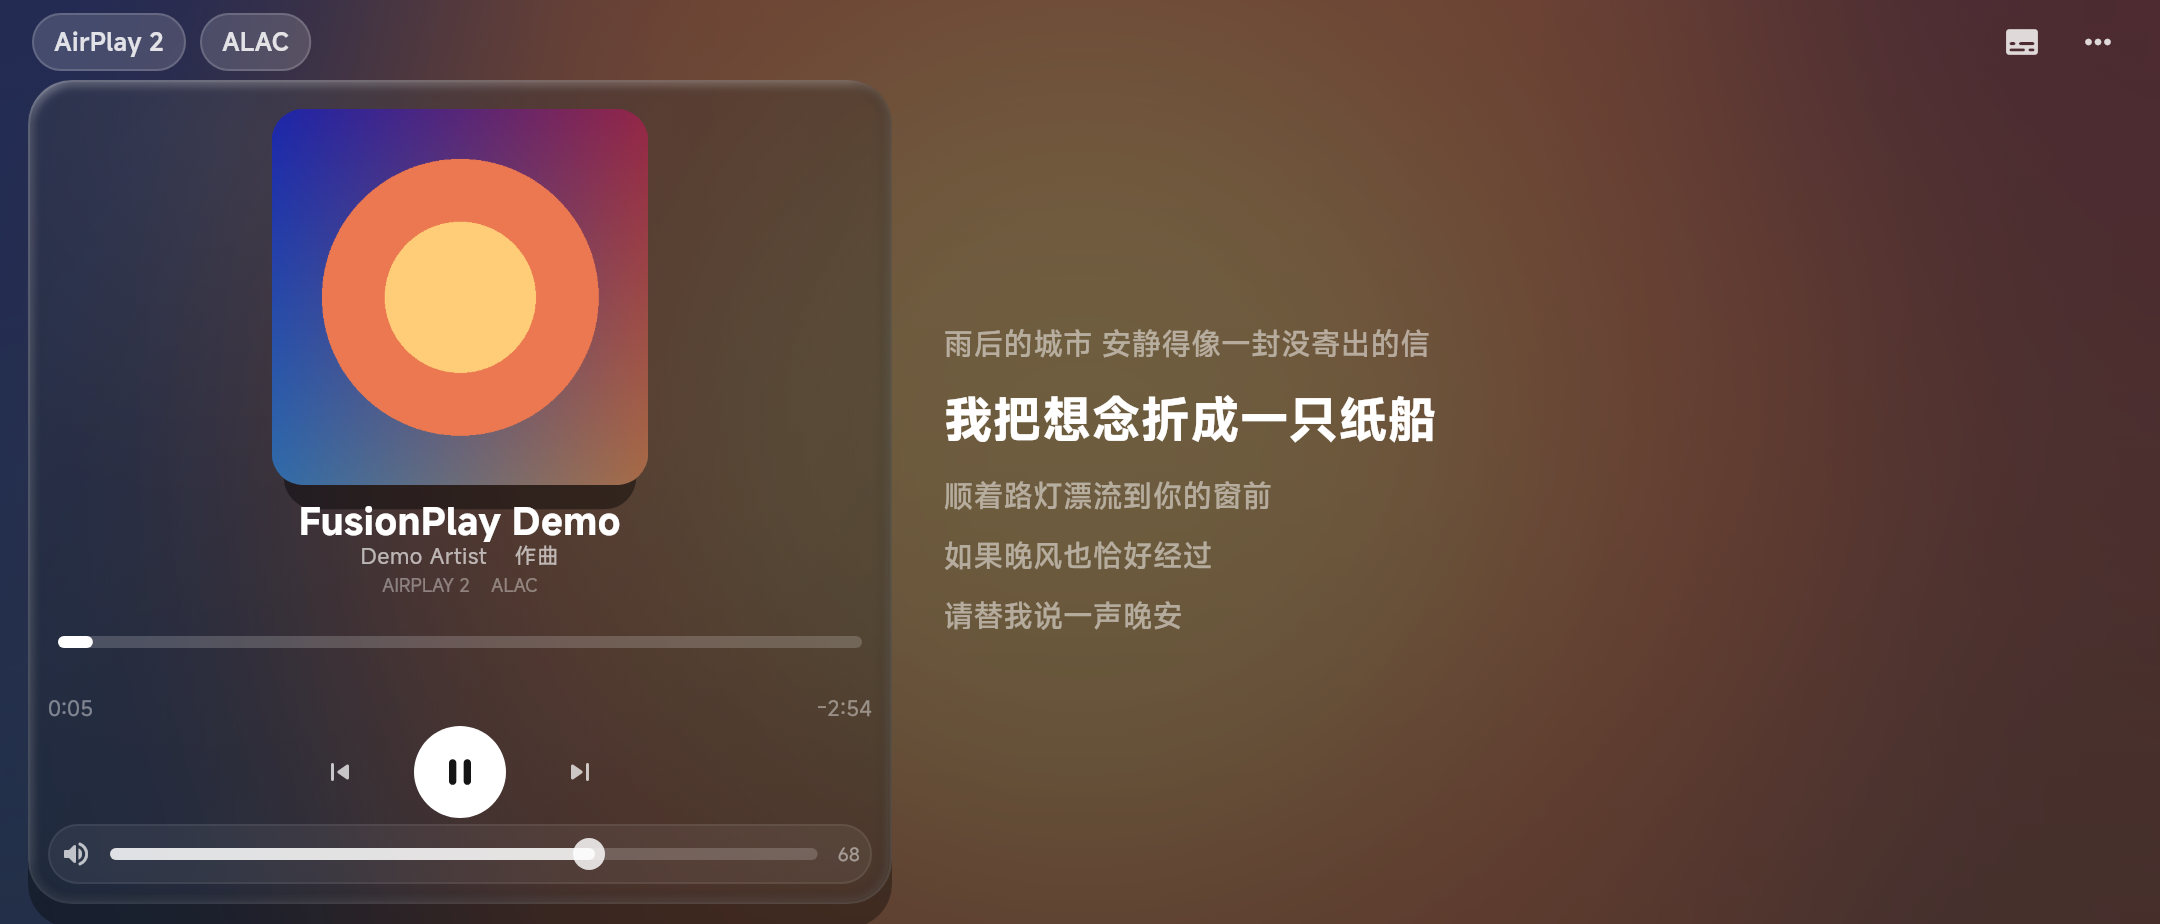 AirPlay 2
ALAC
FusionPlay Demo
Demo Artist 作曲
AIRPLAY 2 ALAC
0:05
-2:54
68
雨后的城市 安静得像一封没寄出的信
我把想念折成一只纸船
顺着路灯漂流到你的窗前
如果晚风也恰好经过
请替我说一声晚安